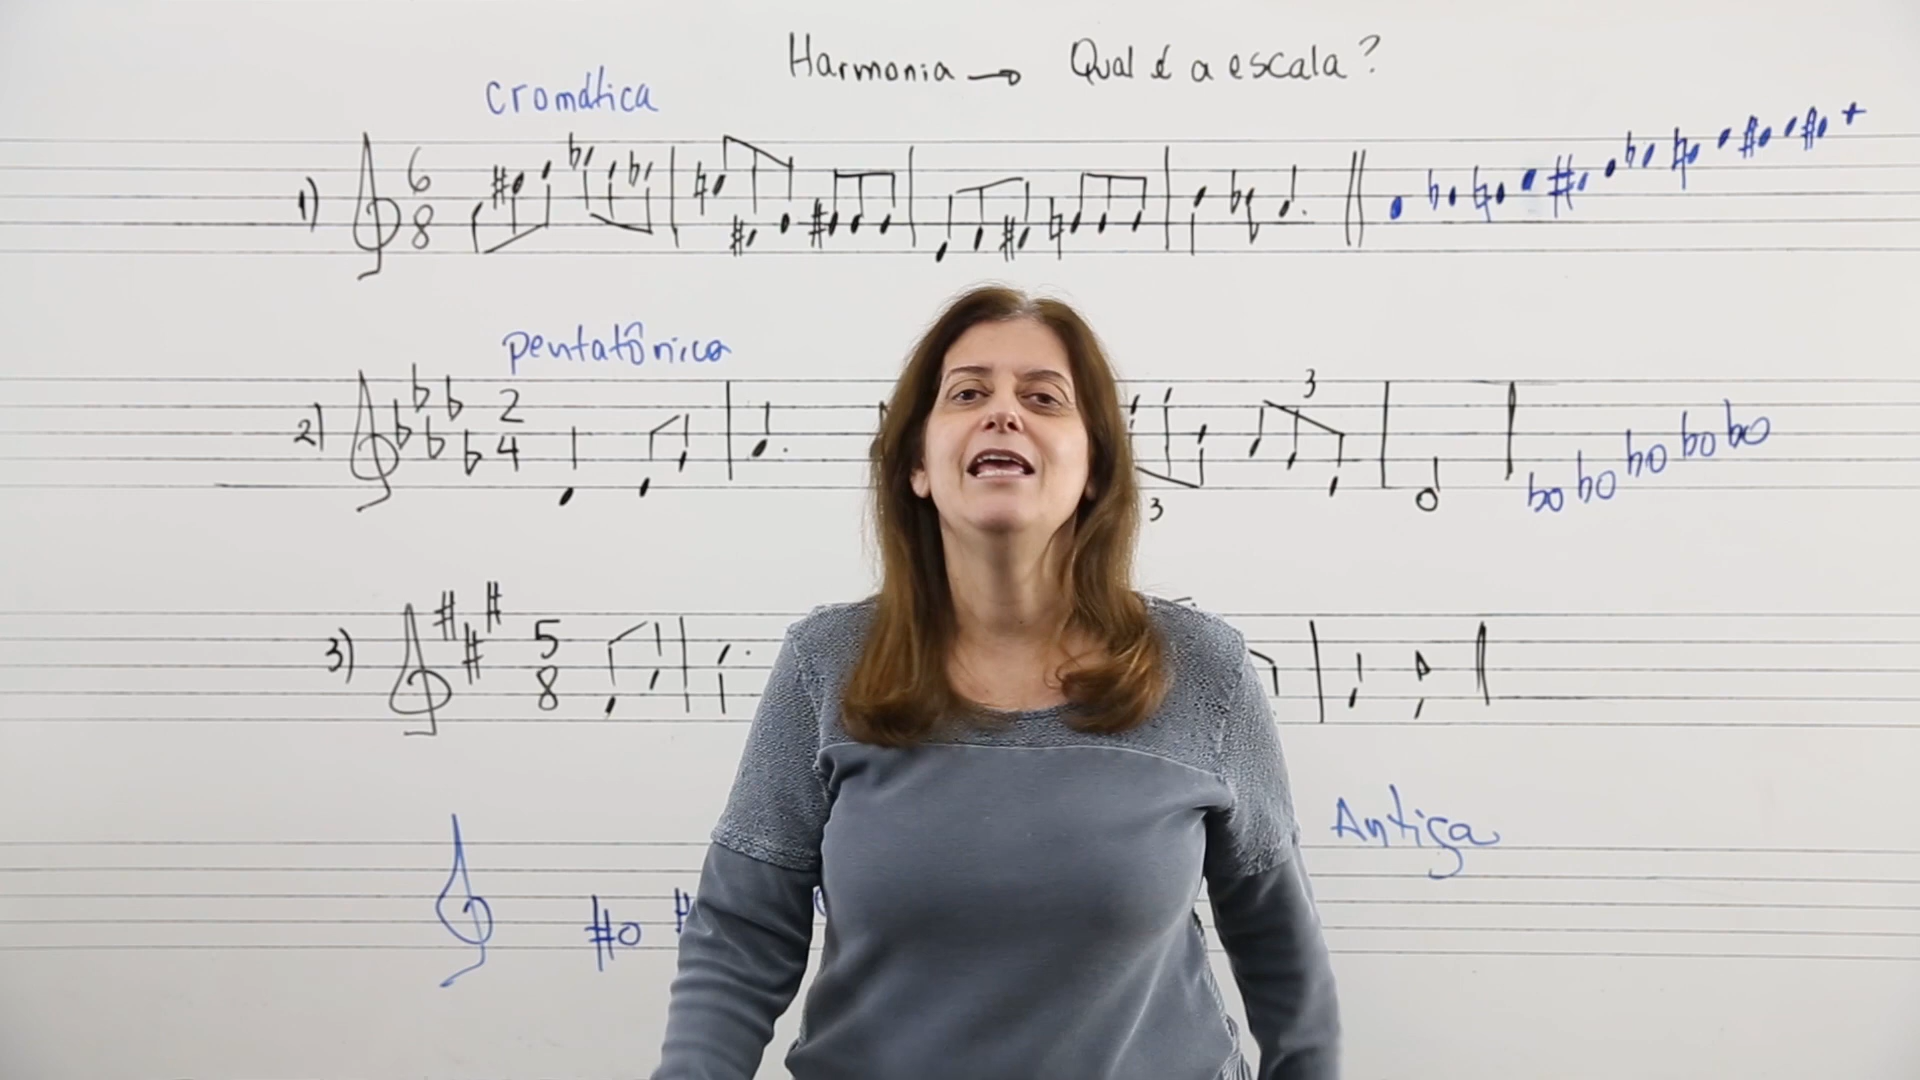 Harmonia → Qual é a escala?
cromática
1) 6 8
pentatônica
2) 2 4 3 3
3) 5 8
Antiga